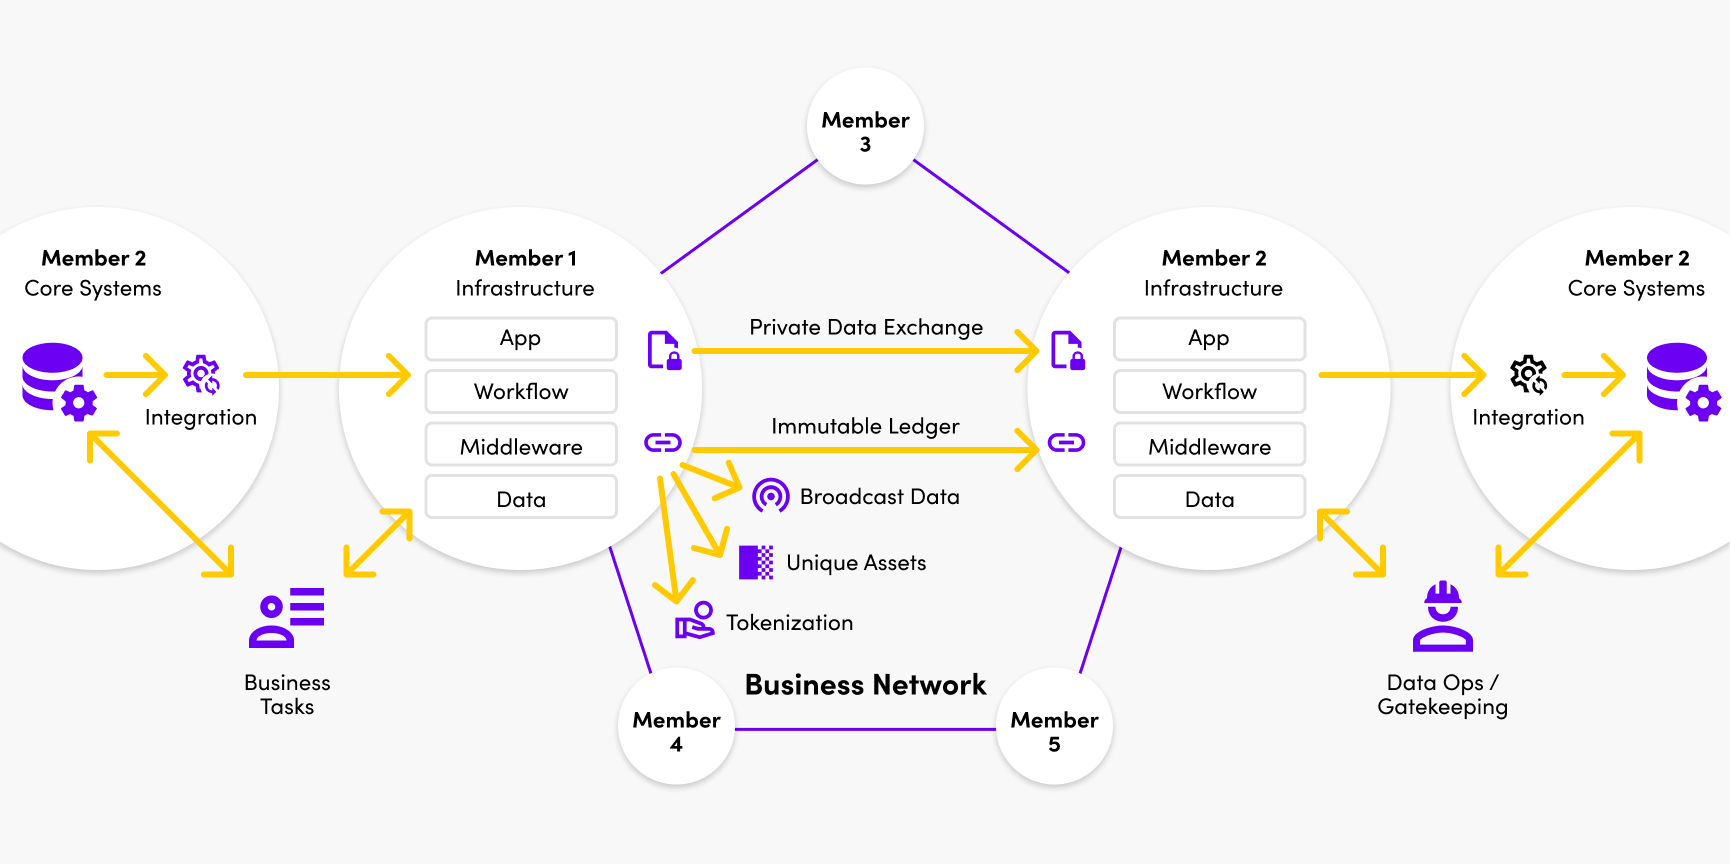 Member
3
Member 2
Core Systems
Integration
Member 1
Infrastructure
App
Workflow
Middleware
Data
Private Data Exchange
Immutable Ledger
Broadcast Data
Unique Assets
Tokenization
Member 2
Infrastructure
App
Workflow
Middleware
Data
Member 2
Core Systems
Integration
Business
Tasks
Business Network
Member
4
Member
5
Data Ops /
Gatekeeping